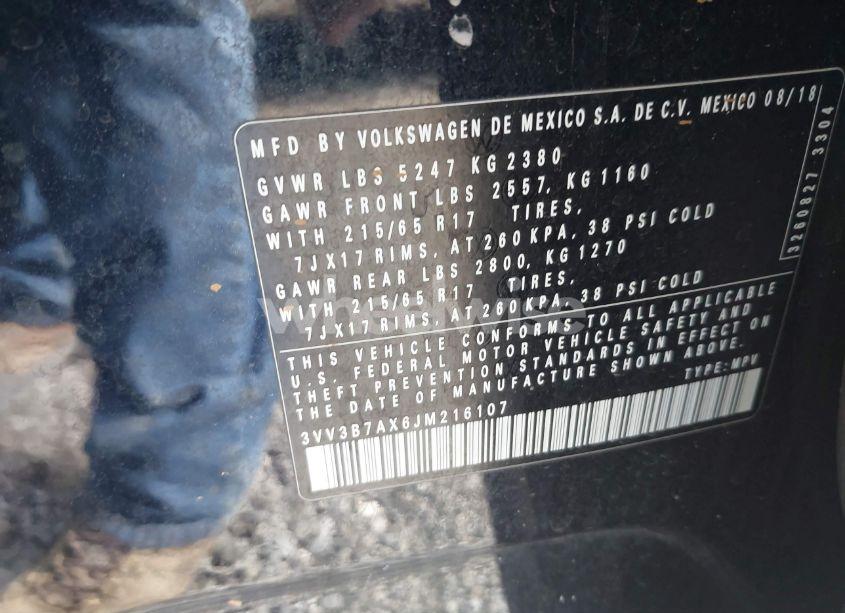 MFD BY VOLKSWAGEN DE MEXICO S.A. DE C.V. MEXICO 08/18
GVWR LBS 5247 KG 2380
GAWR FRONT LBS 2557, KG 1160
WITH 215/65 R17 TIRES,
7JX17 RIMS, AT 260 KPA, 38 PSI COLD
GAWR REAR LBS 2800, KG 1270
WITH 215/65 R17 TIRES,
7JX17 RIMS, AT 260KPA, 38 PSI COLD
3260827 3304
THIS VEHICLE CONFORMS TO ALL APPLICABLE
U.S. FEDERAL MOTOR VEHICLE SAFETY AND
THEFT PREVENTION STANDARDS IN EFFECT ON
THE DATE OF MANUFACTURE SHOWN ABOVE.
TYPE: MPV
3VV3B7AX6JM216107